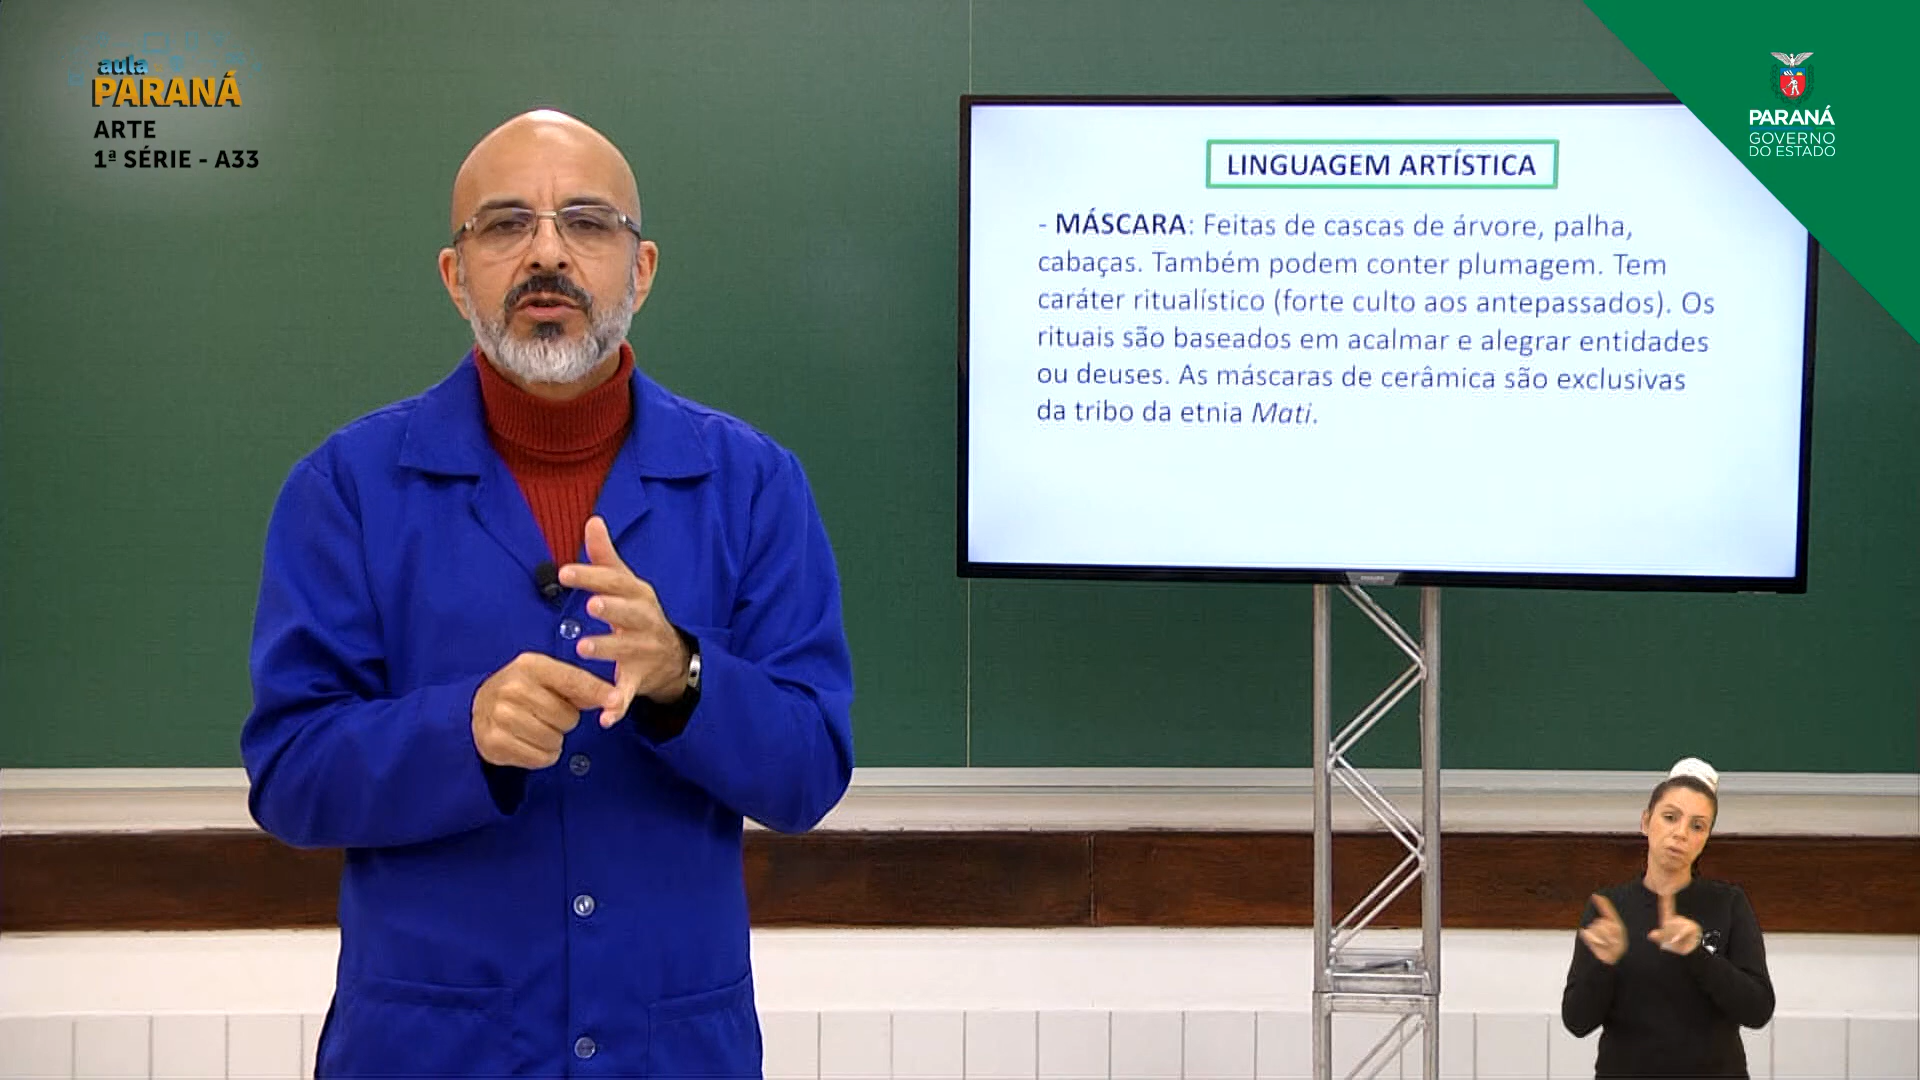 aula
PARANÁ
ARTE
1ª SÉRIE - A33
PARANÁ
GOVERNO
DO ESTADO
LINGUAGEM ARTÍSTICA
- MÁSCARA: Feitas de cascas de árvore, palha,
cabaças. Também podem conter plumagem. Tem
caráter ritualístico (forte culto aos antepassados). Os
rituais são baseados em acalmar e alegrar entidades
ou deuses. As máscaras de cerâmica são exclusivas
da tribo da etnia Mati.
PHILIPS